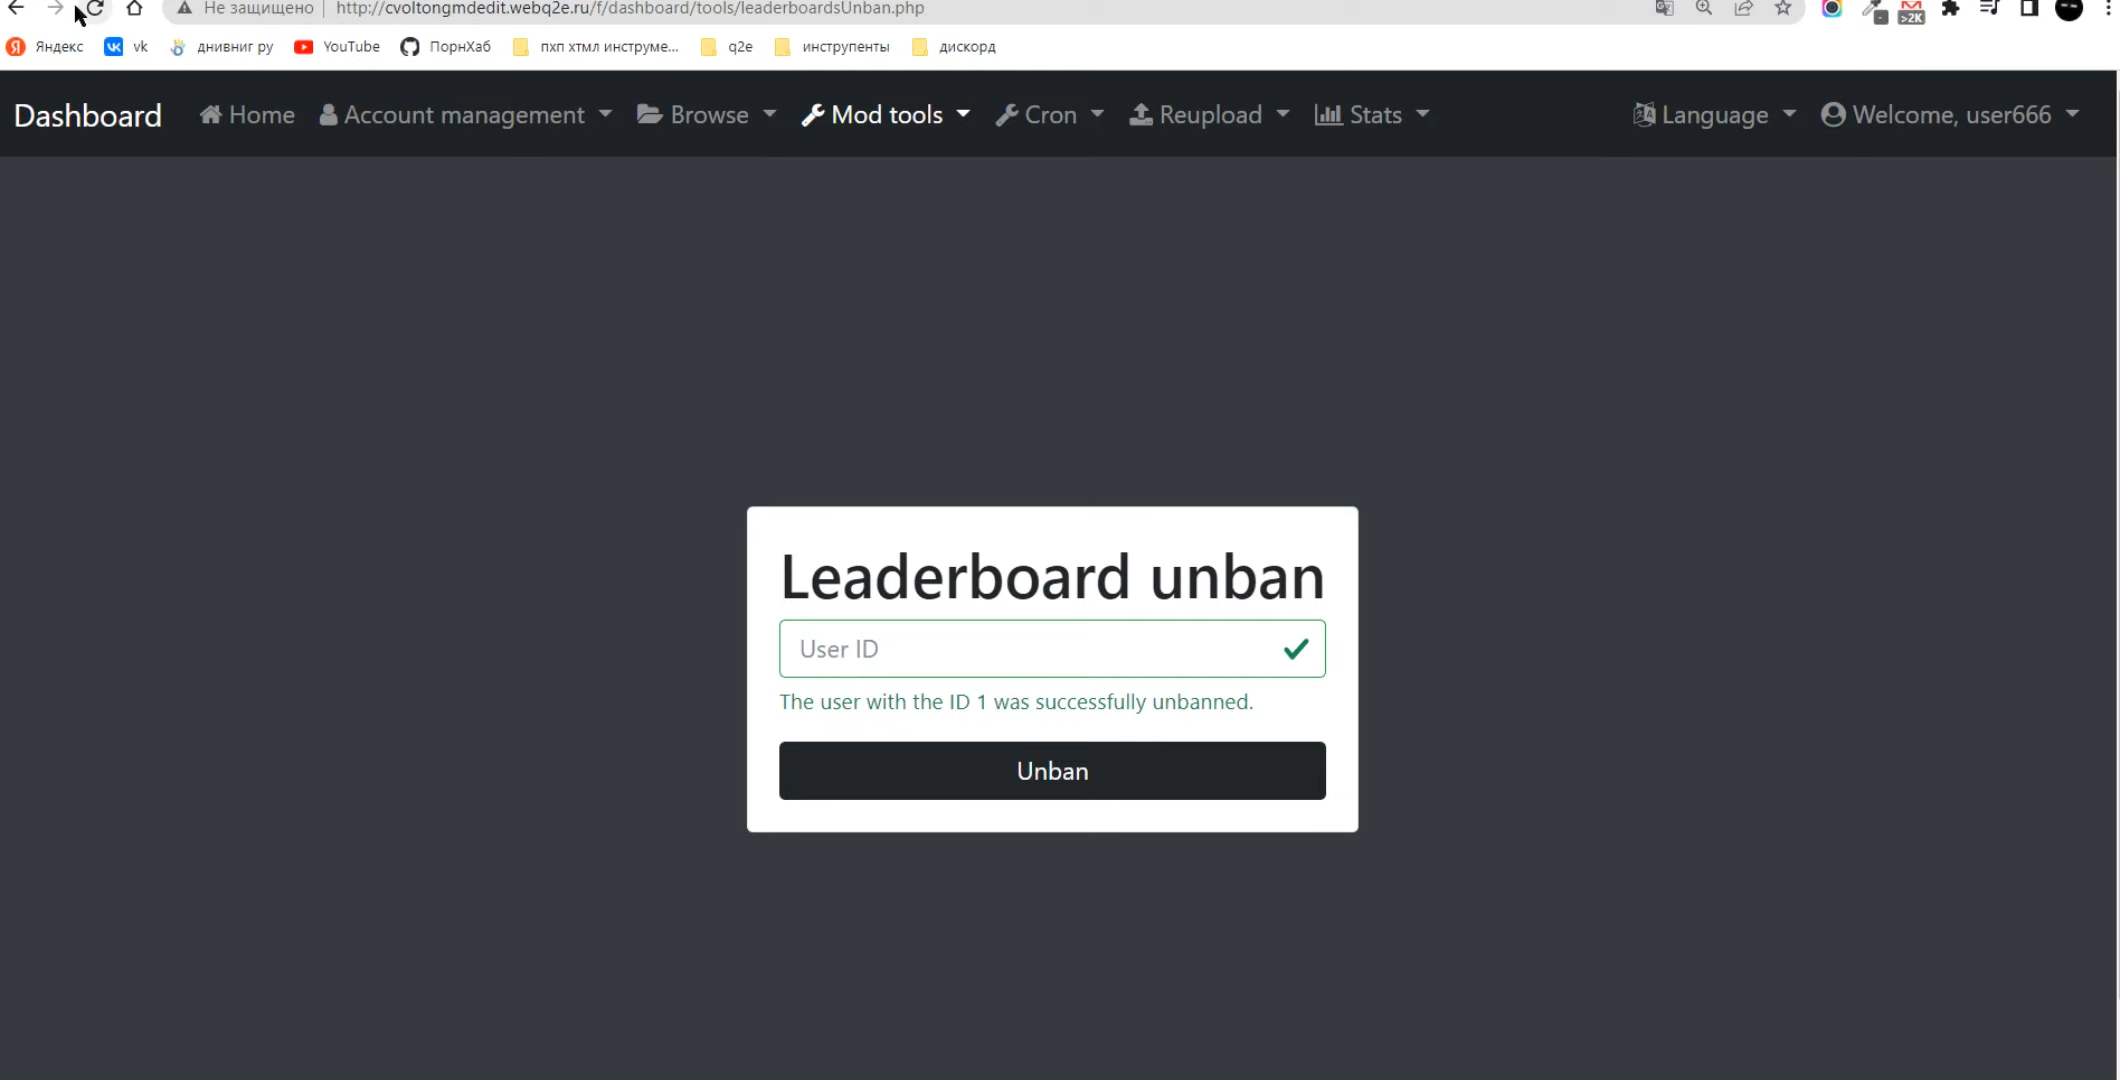 Не защищено | http://cvoltongmdedit.webq2e.ru/f/dashboard/tools/leaderboardsUnban.php
>2K
Яндекс vk днивниг ру YouTube ПорнХаб пхп хтмл инструме... q2e инструпенты дискорд
Dashboard Home Account management Browse Mod tools Cron Reupload Stats Language Welcome, user666
Leaderboard unban
User ID
The user with the ID 1 was successfully unbanned.
Unban